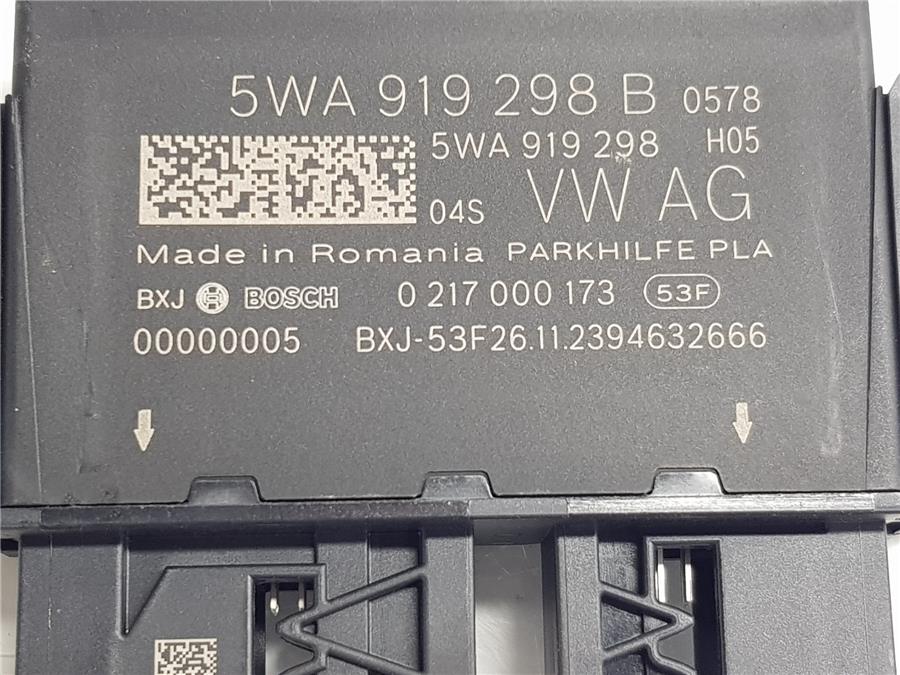 5WA 919 298 B 0578
5WA 919 298 H05
04S VW AG
Made in Romania PARKHILFE PLA
BXJ BOSCH 0 217 000 173 53F
00000005 BXJ-53F26.11.2394632666